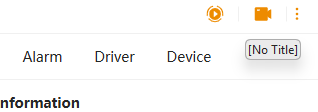 Alarm Driver Device
[No Title]
nformation